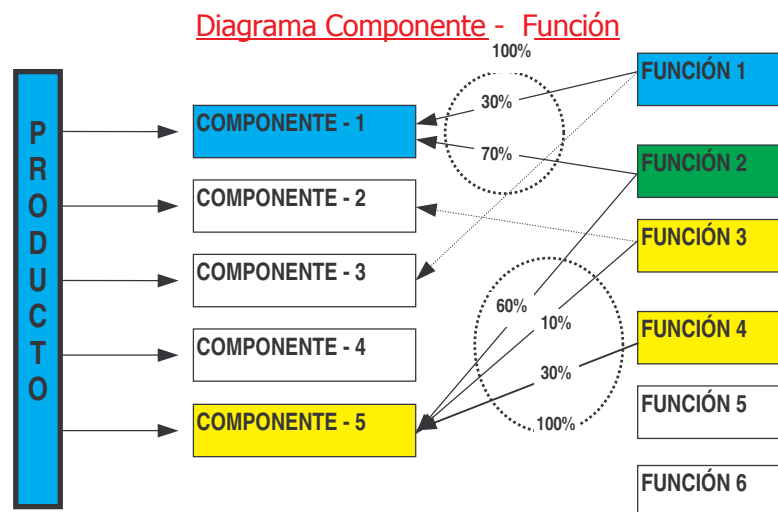 Diagrama Componente - Función
100%
PRODUCTO
COMPONENTE - 1
COMPONENTE - 2
COMPONENTE - 3
COMPONENTE - 4
COMPONENTE - 5
30%
70%
60%
10%
30%
100%
FUNCIÓN 1
FUNCIÓN 2
FUNCIÓN 3
FUNCIÓN 4
FUNCIÓN 5
FUNCIÓN 6